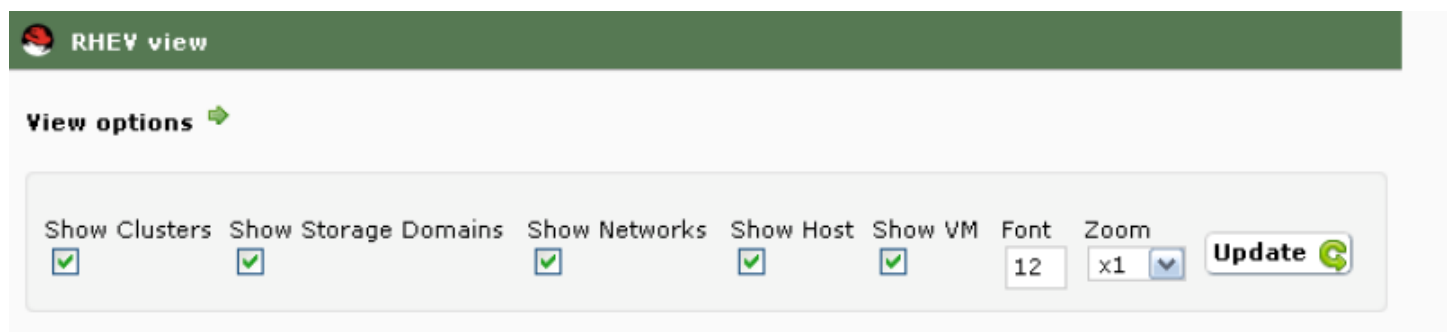 RHEV view
View options
Show Clusters Show Storage Domains Show Networks Show Host Show VM Font Zoom
12 x1 Update